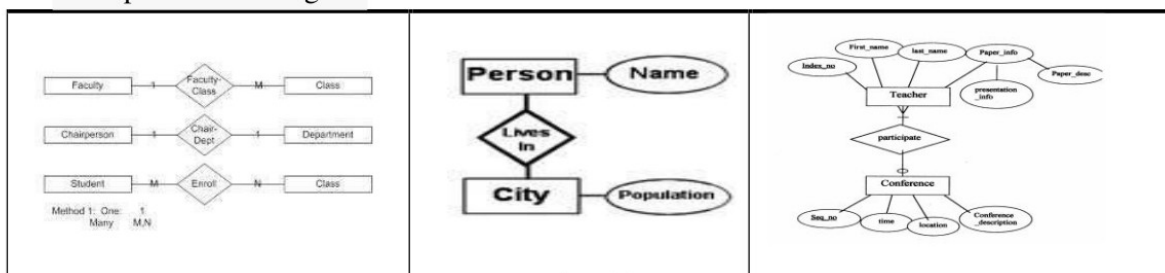 Faculty 1 Faculty-
Class M Class
Chairperson 1 Chair-
Dept 1 Department
Student M Enroll N Class
Method 1: One: 1
Many M,N
Person Name
Lives
In
City Population
First_name last_name Paper_info
Index_no Paper_desc
presentation
_info
Teacher
participate
Conference
Seq_no time location Conference
_description